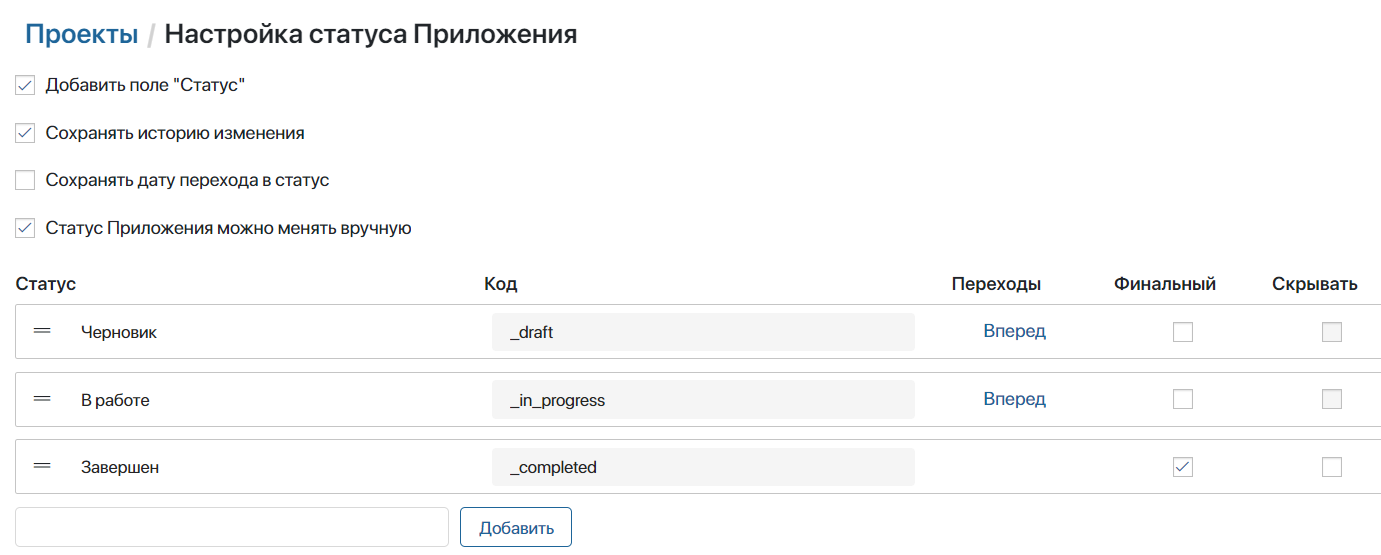 Проекты / Настройка статуса Приложения
Добавить поле "Статус"
Сохранять историю изменения
Сохранять дату перехода в статус
Статус Приложения можно менять вручную
Статус Код Переходы Финальный Скрывать
Черновик _draft Вперед
В работе _in_progress Вперед
Завершен _completed
Добавить